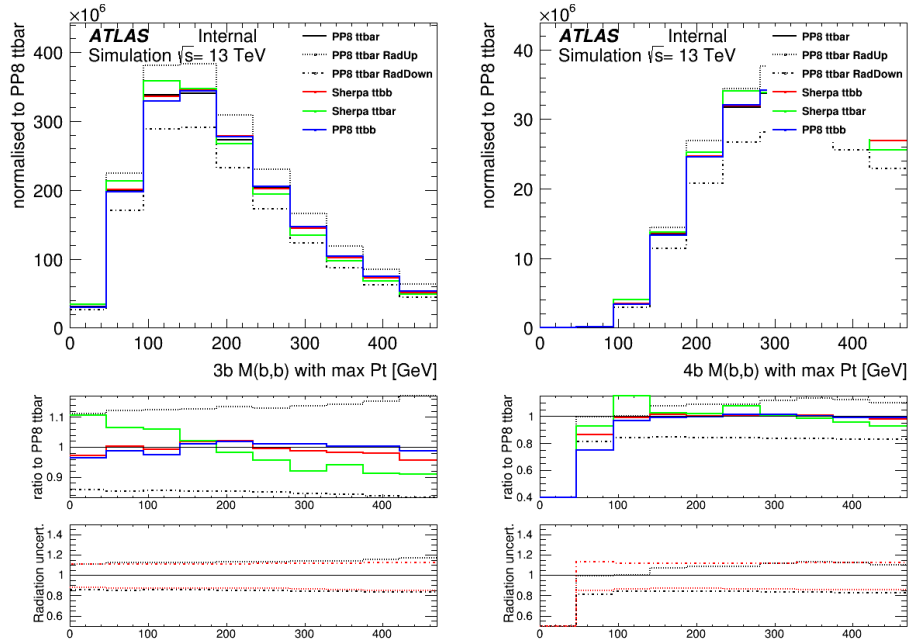 ×10⁶
ATLAS Internal
Simulation √s= 13 TeV
PP8 ttbar
PP8 ttbar RadUp
PP8 ttbar RadDown
Sherpa ttbb
Sherpa ttbar
PP8 ttbb
normalised to PP8 ttbar
400
300
200
100
0
0 100 200 300 400
3b M(b,b) with max Pt [GeV]
ratio to PP8 ttbar
1.1
1
0.9
0 100 200 300 400
Radiation uncert.
1.4
1.2
1
0.8
0.6
0 100 200 300 400
×10⁶
ATLAS Internal
Simulation √s= 13 TeV
PP8 ttbar
PP8 ttbar RadUp
PP8 ttbar RadDown
Sherpa ttbb
Sherpa ttbar
PP8 ttbb
normalised to PP8 ttbar
40
30
20
10
0
0 100 200 300 400
4b M(b,b) with max Pt [GeV]
ratio to PP8 ttbar
1
0.8
0.6
0.4
0 100 200 300 400
Radiation uncert.
1.4
1.2
1
0.8
0.6
0 100 200 300 400